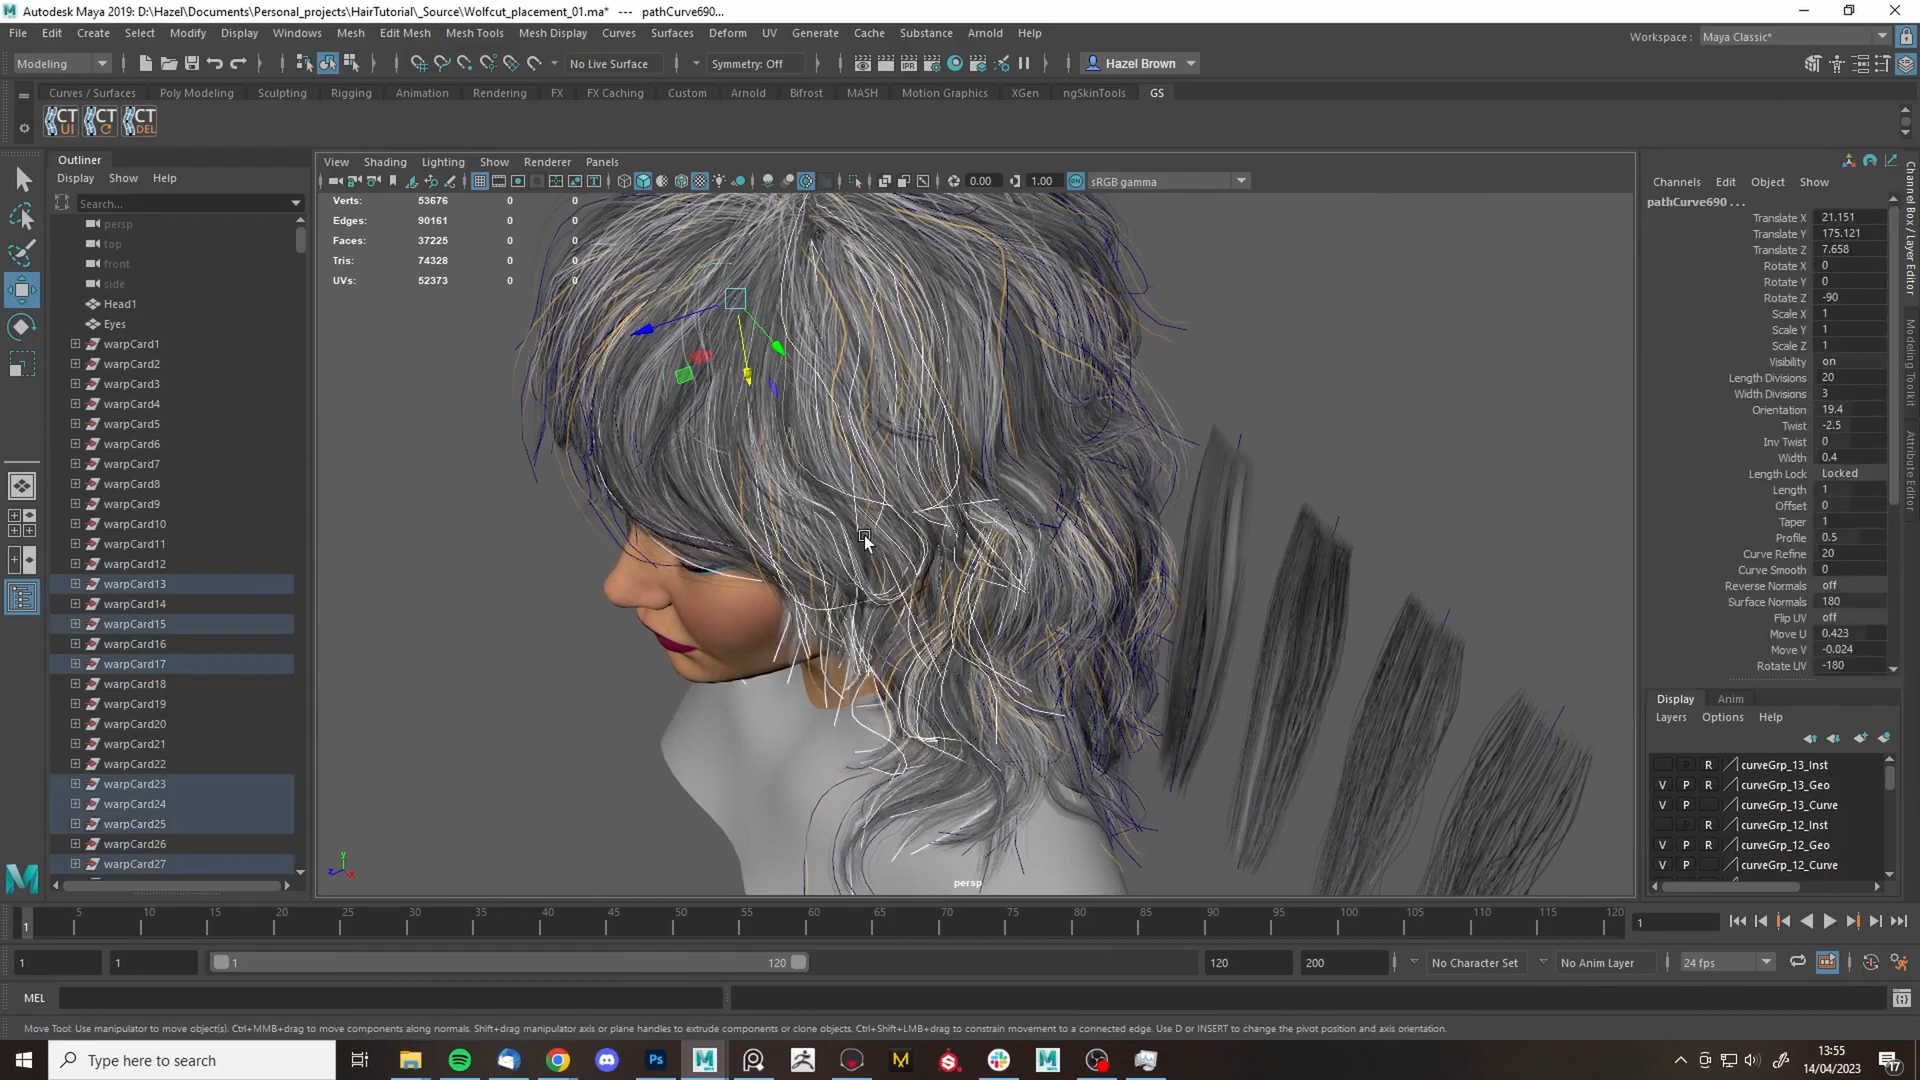 Autodesk Maya 2019: D:\Hazel\Documents\Personal_projects\HairTutorial\_Source\Wolfcut_placement_01.ma* --- pathCurve690...
File Edit Create Select Modify Display Windows Mesh Edit Mesh Mesh Tools Mesh Display Curves Surfaces Deform UV Generate Cache Substance Arnold Help
Workspace : Maya Classic*
Modeling No Live Surface Symmetry: Off Hazel Brown
Curves / Surfaces Poly Modeling Sculpting Rigging Animation Rendering FX FX Caching Custom Arnold Bifrost MASH Motion Graphics XGen ngSkinTools GS
CT UI CT CT DEL
Outliner
Display Show Help
Search...
persp
top
front
side
Head1
Eyes
warpCard1
warpCard2
warpCard3
warpCard4
warpCard5
warpCard6
warpCard7
warpCard8
warpCard9
warpCard10
warpCard11
warpCard12
warpCard13
warpCard14
warpCard15
warpCard16
warpCard17
warpCard18
warpCard19
warpCard20
warpCard21
warpCard22
warpCard23
warpCard24
warpCard25
warpCard26
warpCard27
View Shading Lighting Show Renderer Panels
0.00 1.00 sRGB gamma
Verts: 53676 0 0
Edges: 90161 0 0
Faces: 37225 0 0
Tris: 74328 0 0
UVs: 52373 0 0
y
z x
persp
Channels Edit Object Show
pathCurve690 ...
Translate X 21.151
Translate Y 175.121
Translate Z 7.658
Rotate X 0
Rotate Y 0
Rotate Z -90
Scale X 1
Scale Y 1
Scale Z 1
Visibility on
Length Divisions 20
Width Divisions 3
Orientation 19.4
Twist -2.5
Inv Twist 0
Width 0.4
Length Lock Locked
Length 1
Offset 0
Taper 1
Profile 0.5
Curve Refine 20
Curve Smooth 0
Reverse Normals off
Surface Normals 180
Flip UV off
Move U 0.423
Move V -0.024
Rotate UV -180
Channel Box / Layer Editor
Modeling Toolkit
Attribute Editor
Display Anim
Layers Options Help
R curveGrp_13_Inst
V P R curveGrp_13_Geo
V P curveGrp_13_Curve
R curveGrp_12_Inst
V P R curveGrp_12_Geo
V P curveGrp_12_Curve
1 5 10 15 20 25 30 35 40 45 50 55 60 65 70 75 80 85 90 95 100 105 110 115 120 1
1 1 1 120 120 200 No Character Set No Anim Layer 24 fps
MEL
Move Tool: Use manipulator to move object(s). Ctrl+MMB+drag to move components along normals. Shift+drag manipulator axis or plane handles to extrude components or clone objects. Ctrl+Shift+LMB+drag to constrain movement to a connected edge. Use D or INSERT to change the pivot position and axis orientation.
Type here to search
13:55
14/04/2023
17